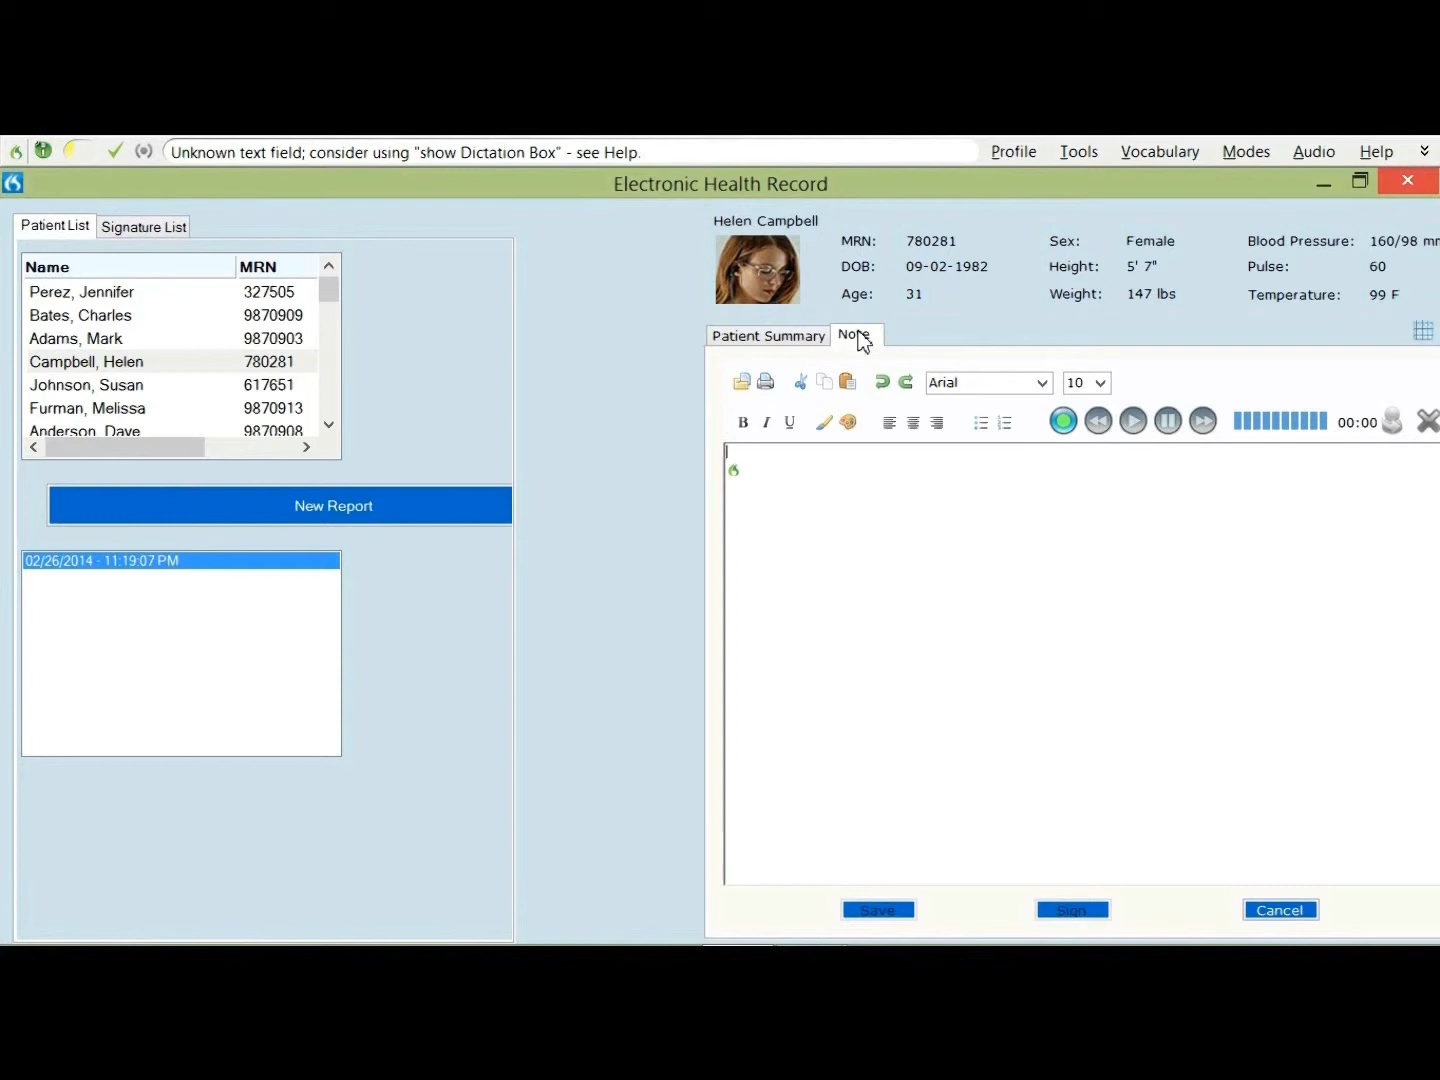 Unknown text field; consider using "show Dictation Box" - see Help.
Profile Tools Vocabulary Modes Audio Help
Electronic Health Record
Patient List Signature List
Name MRN
Perez, Jennifer 327505
Bates, Charles 9870909
Adams, Mark 9870903
Campbell, Helen 780281
Johnson, Susan 617651
Furman, Melissa 9870913
Anderson, Dave 9870908
New Report
02/26/2014 - 11:19:07 PM
Helen Campbell
MRN: 780281 Sex: Female Blood Pressure: 160/98 mm
DOB: 09-02-1982 Height: 5' 7" Pulse: 60
Age: 31 Weight: 147 lbs Temperature: 99 F
Patient Summary Note
Arial 10
B I U 00:00
Save Sign Cancel